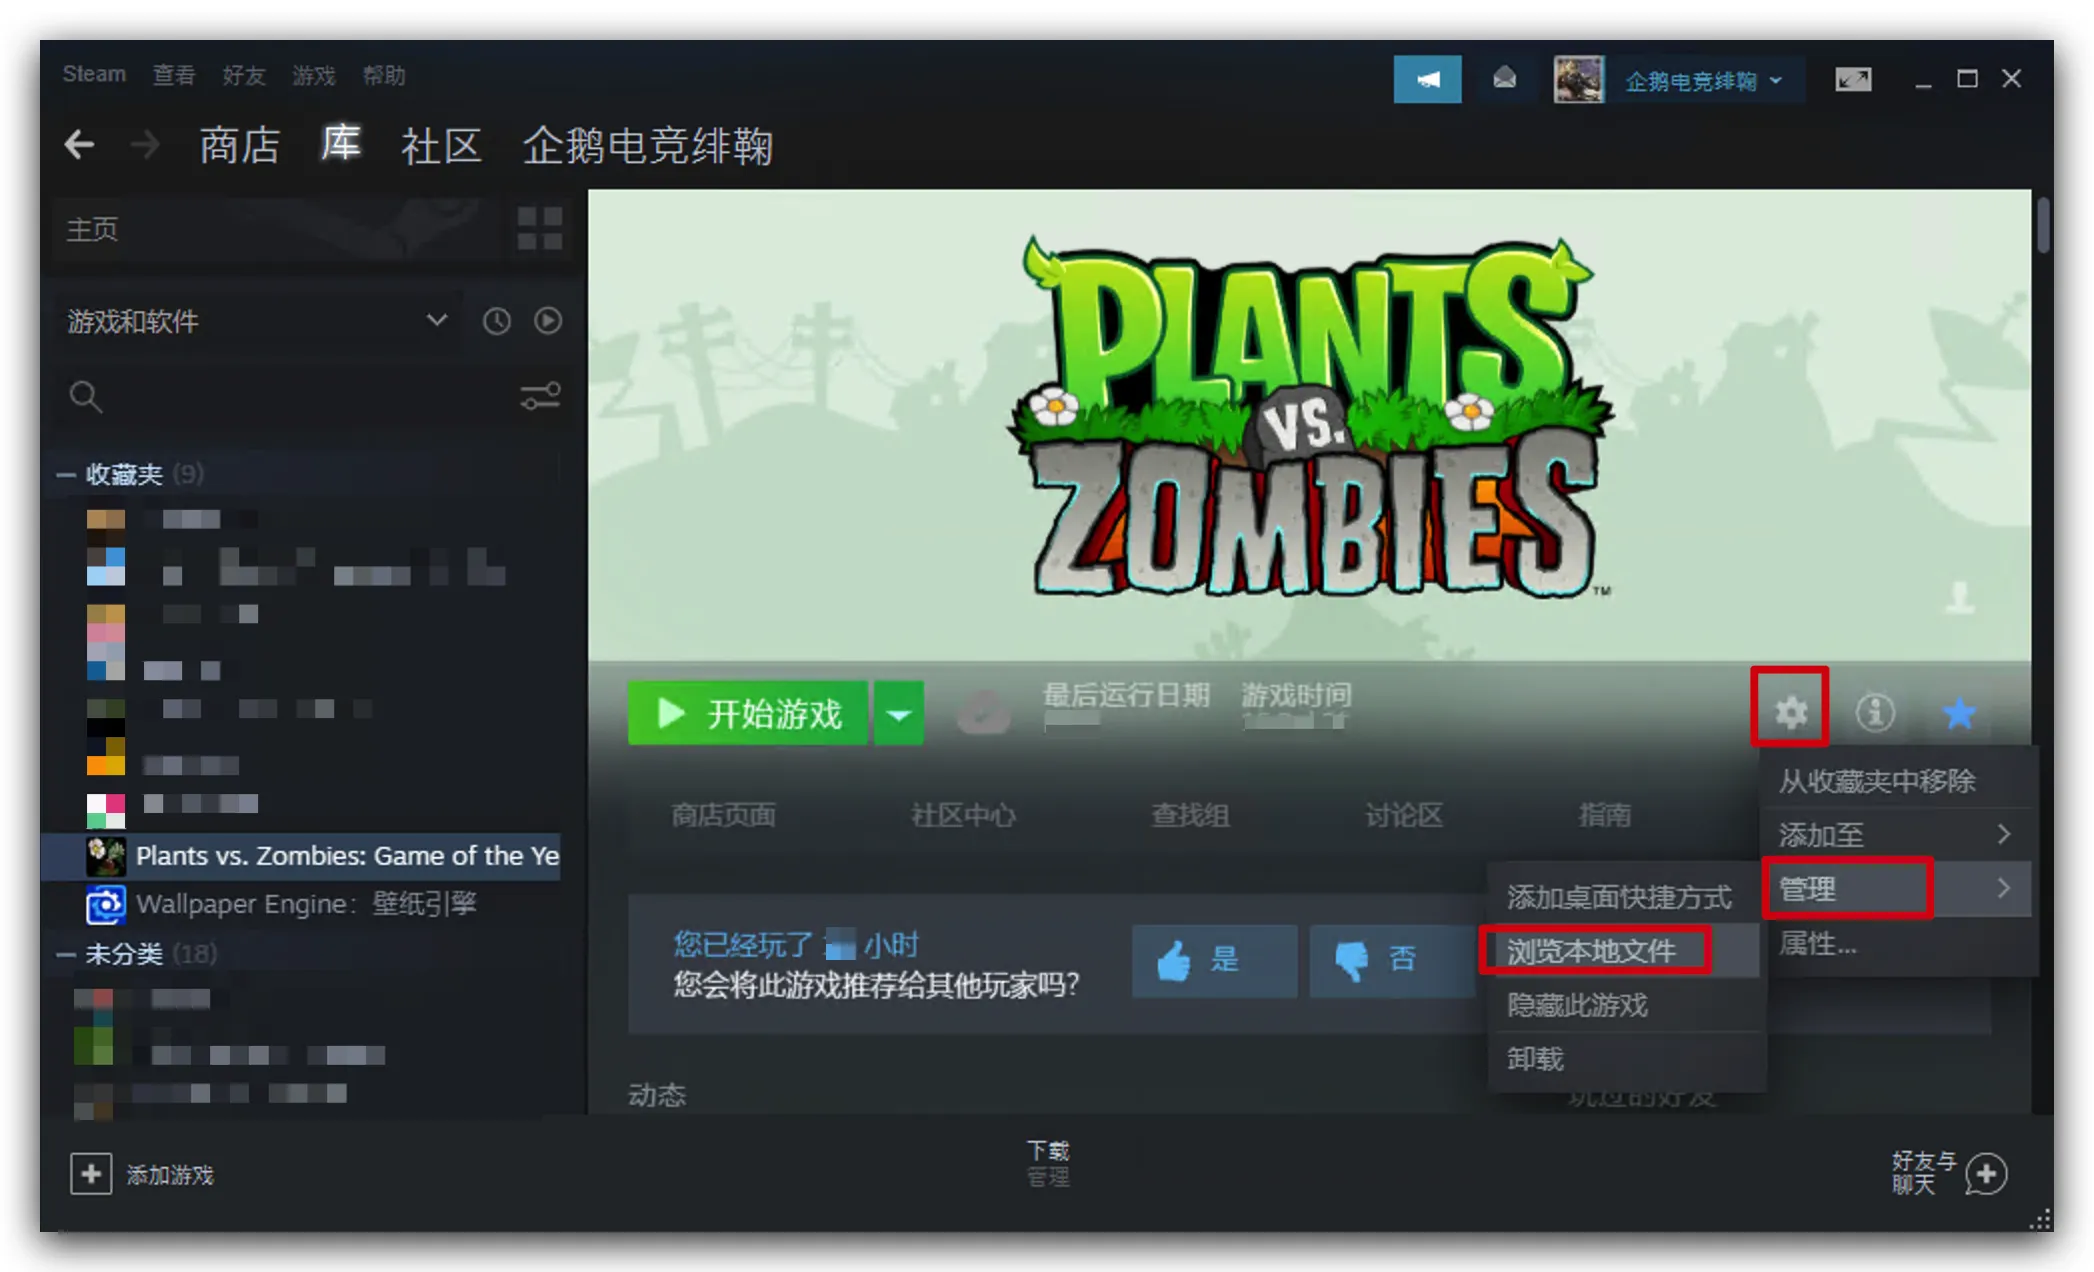 Steam 查看 好友 游戏 帮助
企鹅电竞绯鞠
商店 库 社区 企鹅电竞绯鞠
主页
游戏和软件
收藏夹 (9)
Plants vs. Zombies: Game of the Ye
Wallpaper Engine：壁纸引擎
未分类 (18)
添加游戏
PLANTS
VS.
ZOMBIES
TM
开始游戏
最后运行日期 游戏时间
商店页面 社区中心 查找组 讨论区 指南
您已经玩了 小时
您会将此游戏推荐给其他玩家吗?
是 否
动态
玩过的好友
从收藏夹中移除
添加至
管理
属性...
添加桌面快捷方式
浏览本地文件
隐藏此游戏
卸载
下载
管理
好友与
聊天